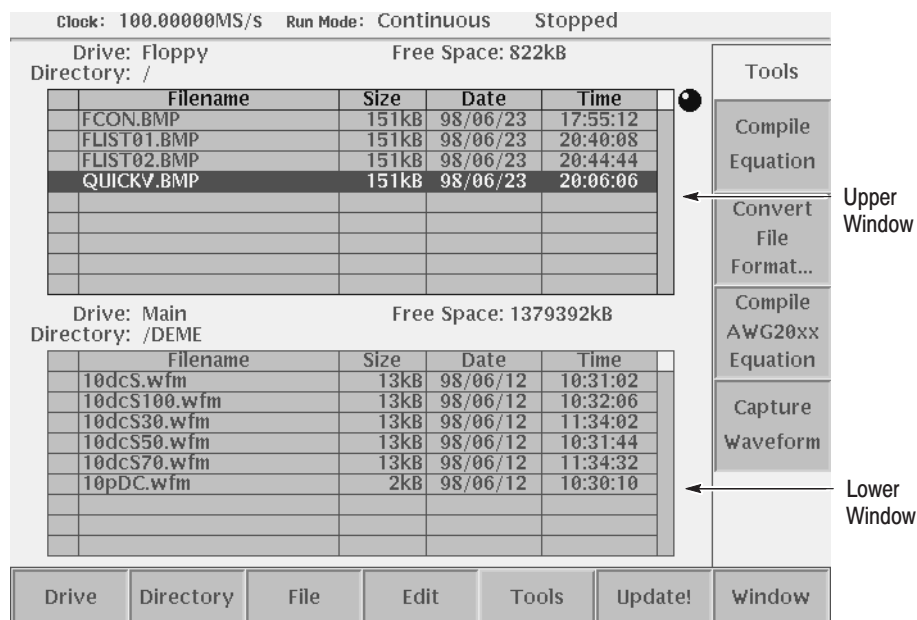 Clock: 100.00000MS/s Run Mode: Continuous Stopped
Drive: Floppy Free Space: 822kB
Directory: /
Filename Size Date Time
FCON.BMP 151kB 98/06/23 17:55:12
FLIST01.BMP 151kB 98/06/23 20:40:08
FLIST02.BMP 151kB 98/06/23 20:44:44
QUICKV.BMP 151kB 98/06/23 20:06:06
Drive: Main Free Space: 1379392kB
Directory: /DEME
Filename Size Date Time
10dcS.wfm 13kB 98/06/12 10:31:02
10dcS100.wfm 13kB 98/06/12 10:32:06
10dcS30.wfm 13kB 98/06/12 11:34:02
10dcS50.wfm 13kB 98/06/12 10:31:44
10dcS70.wfm 13kB 98/06/12 11:34:32
10pDC.wfm 2kB 98/06/12 10:30:10
Tools
Compile
Equation
Convert
File
Format...
Compile
AWG20xx
Equation
Capture
Waveform
Upper
Window
Lower
Window
Drive Directory File Edit Tools Update! Window